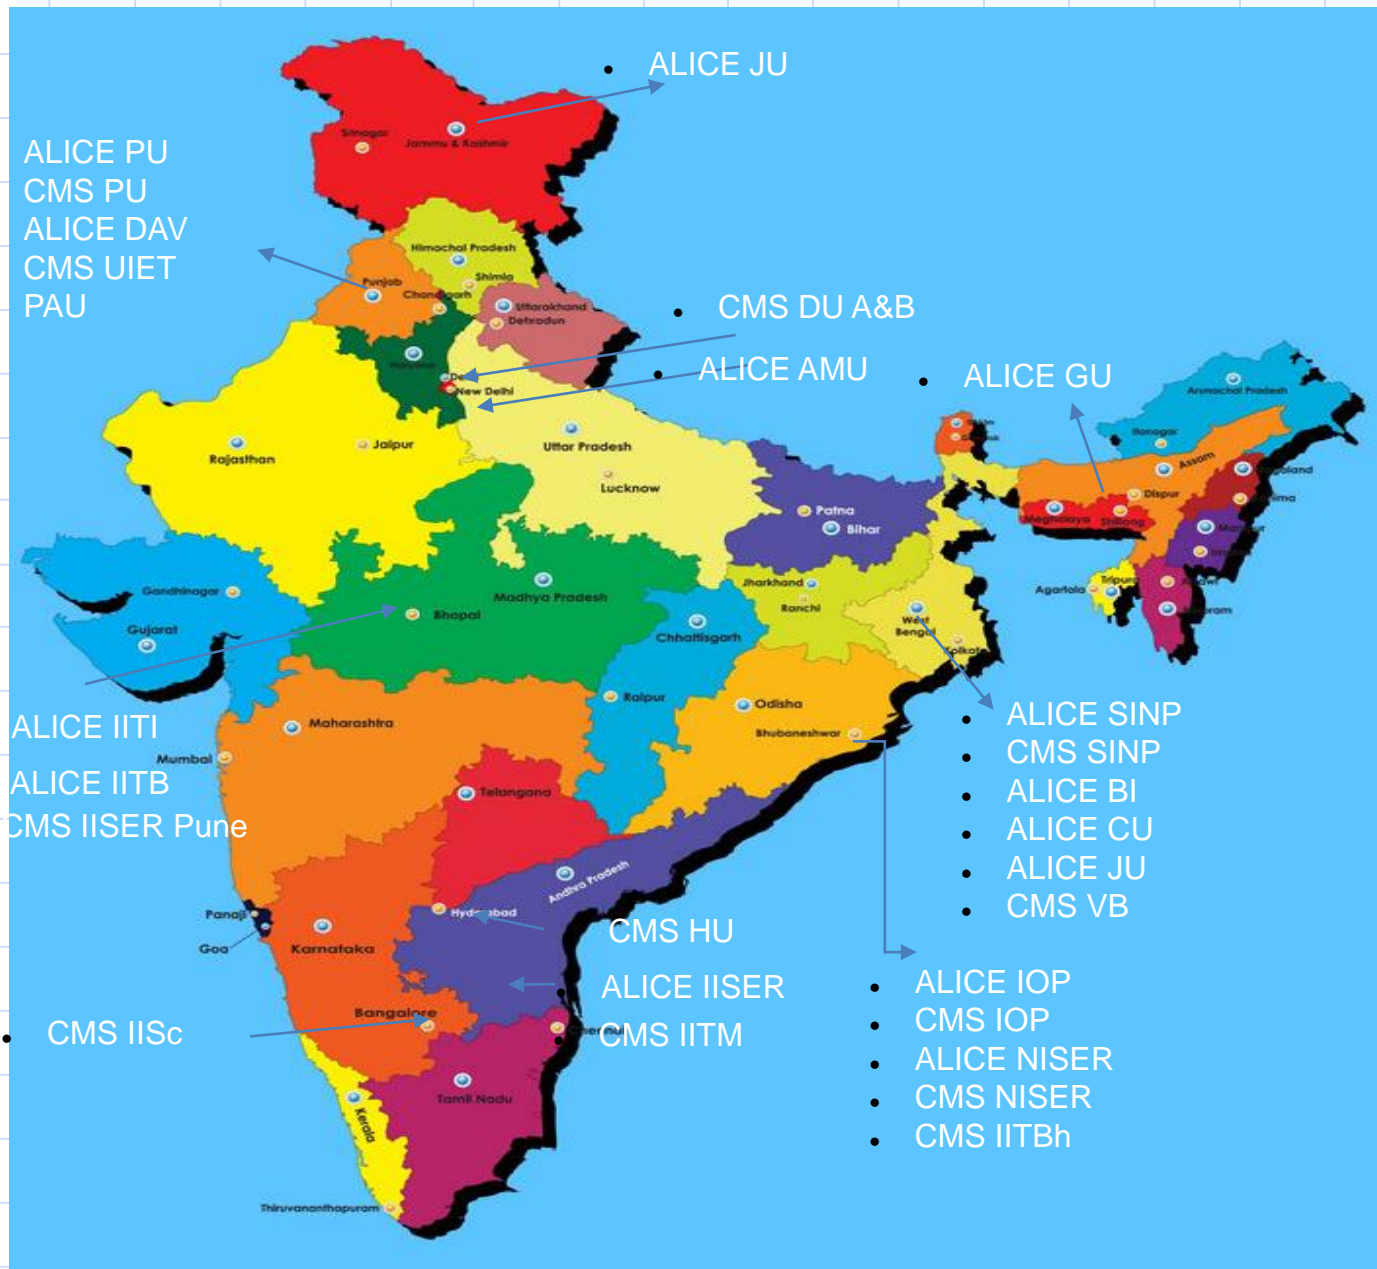 ALICE JU
Srinagar
Jammu & Kashmir
ALICE PU
CMS PU
ALICE DAV
CMS UIET
PAU
Himachal Pradesh
Shimla
Punjab
Chandigarh
Uttarakhand
Dehradun
CMS DU A&B
Haryana
New Delhi
ALICE AMU
ALICE GU
Arunachal Pradesh
Itanagar
Rajasthan
Jaipur
Uttar Pradesh
Lucknow
Assam
Dispur
Meghalaya
Shillong
Patna
Bihar
Gandhinagar
Gujarat
Madhya Pradesh
Bhopal
Jharkhand
Ranchi
Chhattisgarh
West
Bengal
Kolkata
Agartala
Tripura
Raipur
Odisha
Bhubaneshwar
Maharashtra
Mumbai
ALICE IITI
ALICE IITB
CMS IISER Pune
ALICE SINP
CMS SINP
ALICE BI
ALICE CU
ALICE JU
CMS VB
Telangana
Andhra Pradesh
Hyderabad
Panaji
Goa
Karnataka
CMS HU
ALICE IISER
CMS IITM
Bangalore
CMS IISc
ALICE IOP
CMS IOP
ALICE NISER
CMS NISER
CMS IITBh
Tamil Nadu
Kerala
Thiruvananthapuram